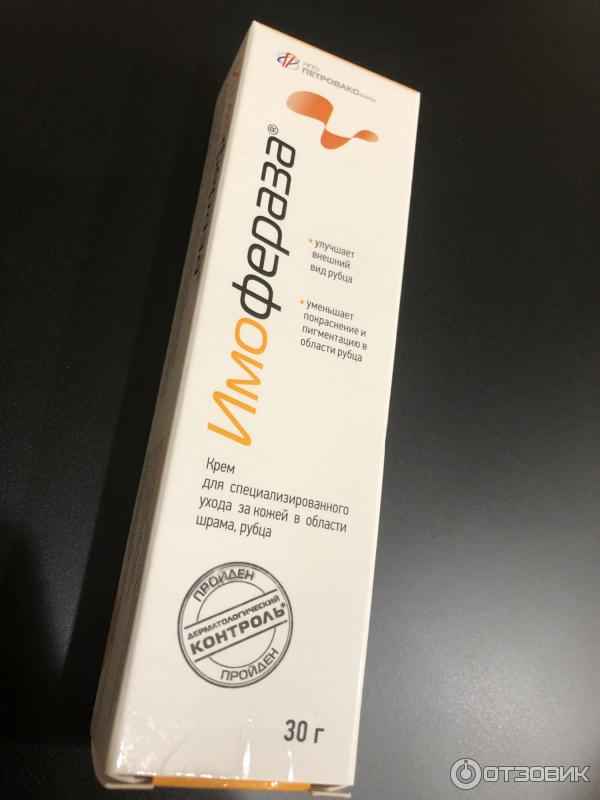 НПО
ПЕТРОВАКС
Имофераза®
• улучшает
внешний
вид рубца
• уменьшает
покраснение и
пигментацию в
области рубца
Крем
для специализированного
ухода за кожей в области
шрама, рубца
ПРОЙДЕН
ДЕРМАТОЛОГИЧЕСКИЙ
КОНТРОЛЬ*
ПРОЙДЕН
30 г
ОТЗОВИК